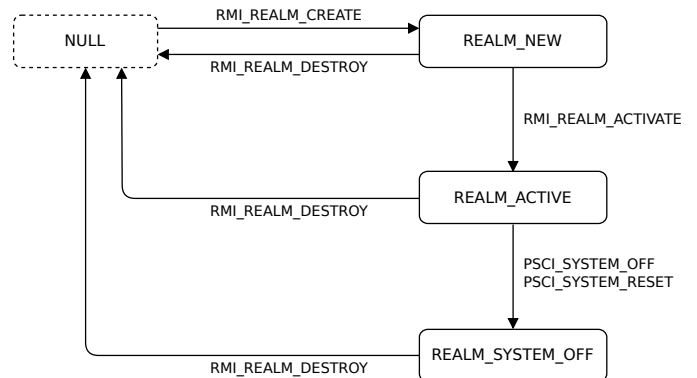 RMI_REALM_CREATE
NULL
REALM_NEW
RMI_REALM_DESTROY
RMI_REALM_ACTIVATE
REALM_ACTIVE
RMI_REALM_DESTROY
PSCI_SYSTEM_OFF
PSCI_SYSTEM_RESET
REALM_SYSTEM_OFF
RMI_REALM_DESTROY